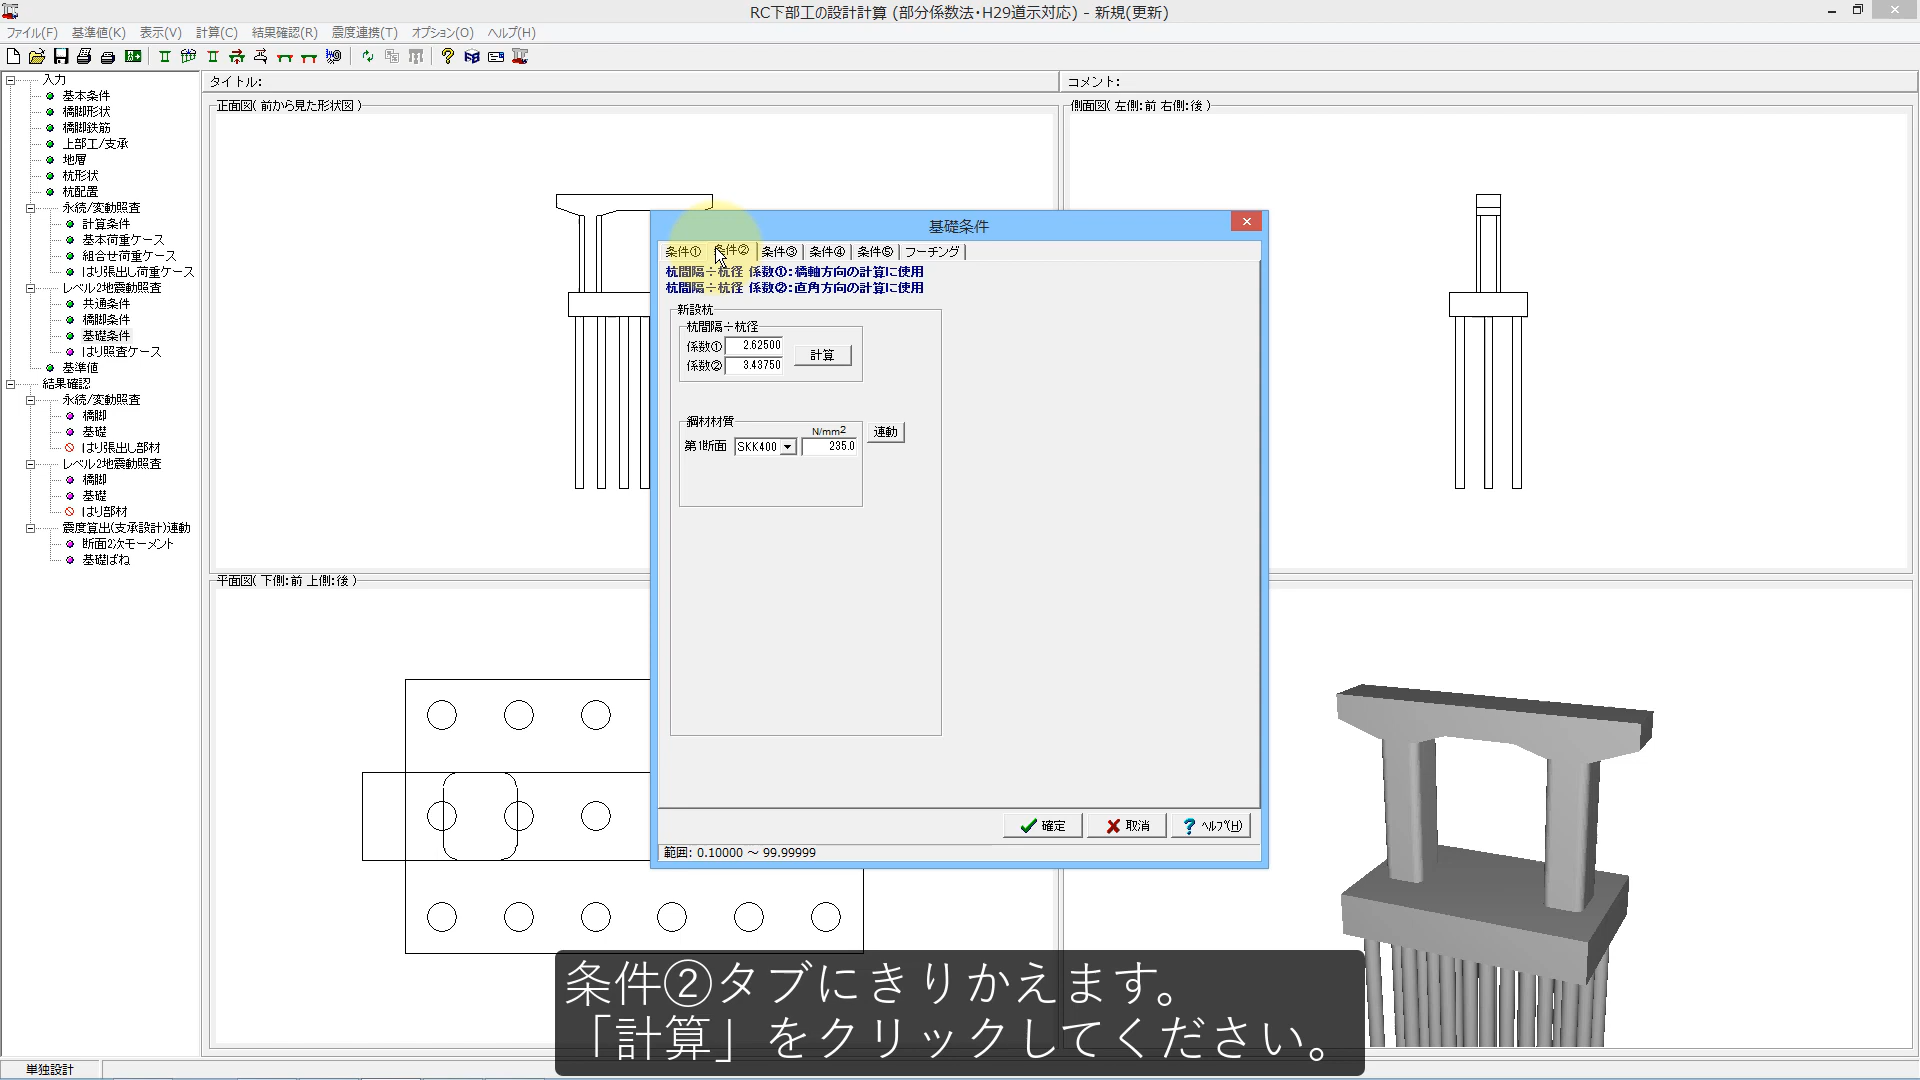 RC下部工の設計計算 (部分係数法･H29道示対応) - 新規(更新)
ファイル(F) 基準値(K) 表示(V) 計算(C) 結果確認(R) 震度連携(T) オプション(O) ヘルプ(H)
タイトル:
コメント:
入力
基本条件
橋脚形状
橋脚鉄筋
上部工/支承
地層
杭形状
杭配置
永続/変動照査
計算条件
基本荷重ケース
組合せ荷重ケース
はり張出し荷重ケース
レベル2地震動照査
共通条件
橋脚条件
基礎条件
はり照査ケース
基準値
結果確認
永続/変動照査
橋脚
基礎
はり張出し部材
レベル2地震動照査
橋脚
基礎
はり部材
震度算出(支承設計)連動
断面2次モーメント
基礎ばね
正面図( 前から見た形状図 )
側面図( 左側:前 右側:後 )
平面図( 下側:前 上側:後 )
基礎条件
条件① 条件② 条件③ 条件④ 条件⑤ フーチング
杭間隔÷杭径 係数①:橋軸方向の計算に使用
杭間隔÷杭径 係数②:直角方向の計算に使用
新設杭
杭間隔÷杭径
係数① 2.62500
係数② 3.43750
計算
鋼材材質
N/mm2
第1断面 SKK400 235.0
連動
確定 取消 ヘルプ(H)
範囲: 0.10000 ～ 99.99999
条件②タブにきりかえます。
「計算」をクリックしてください。
単独設計